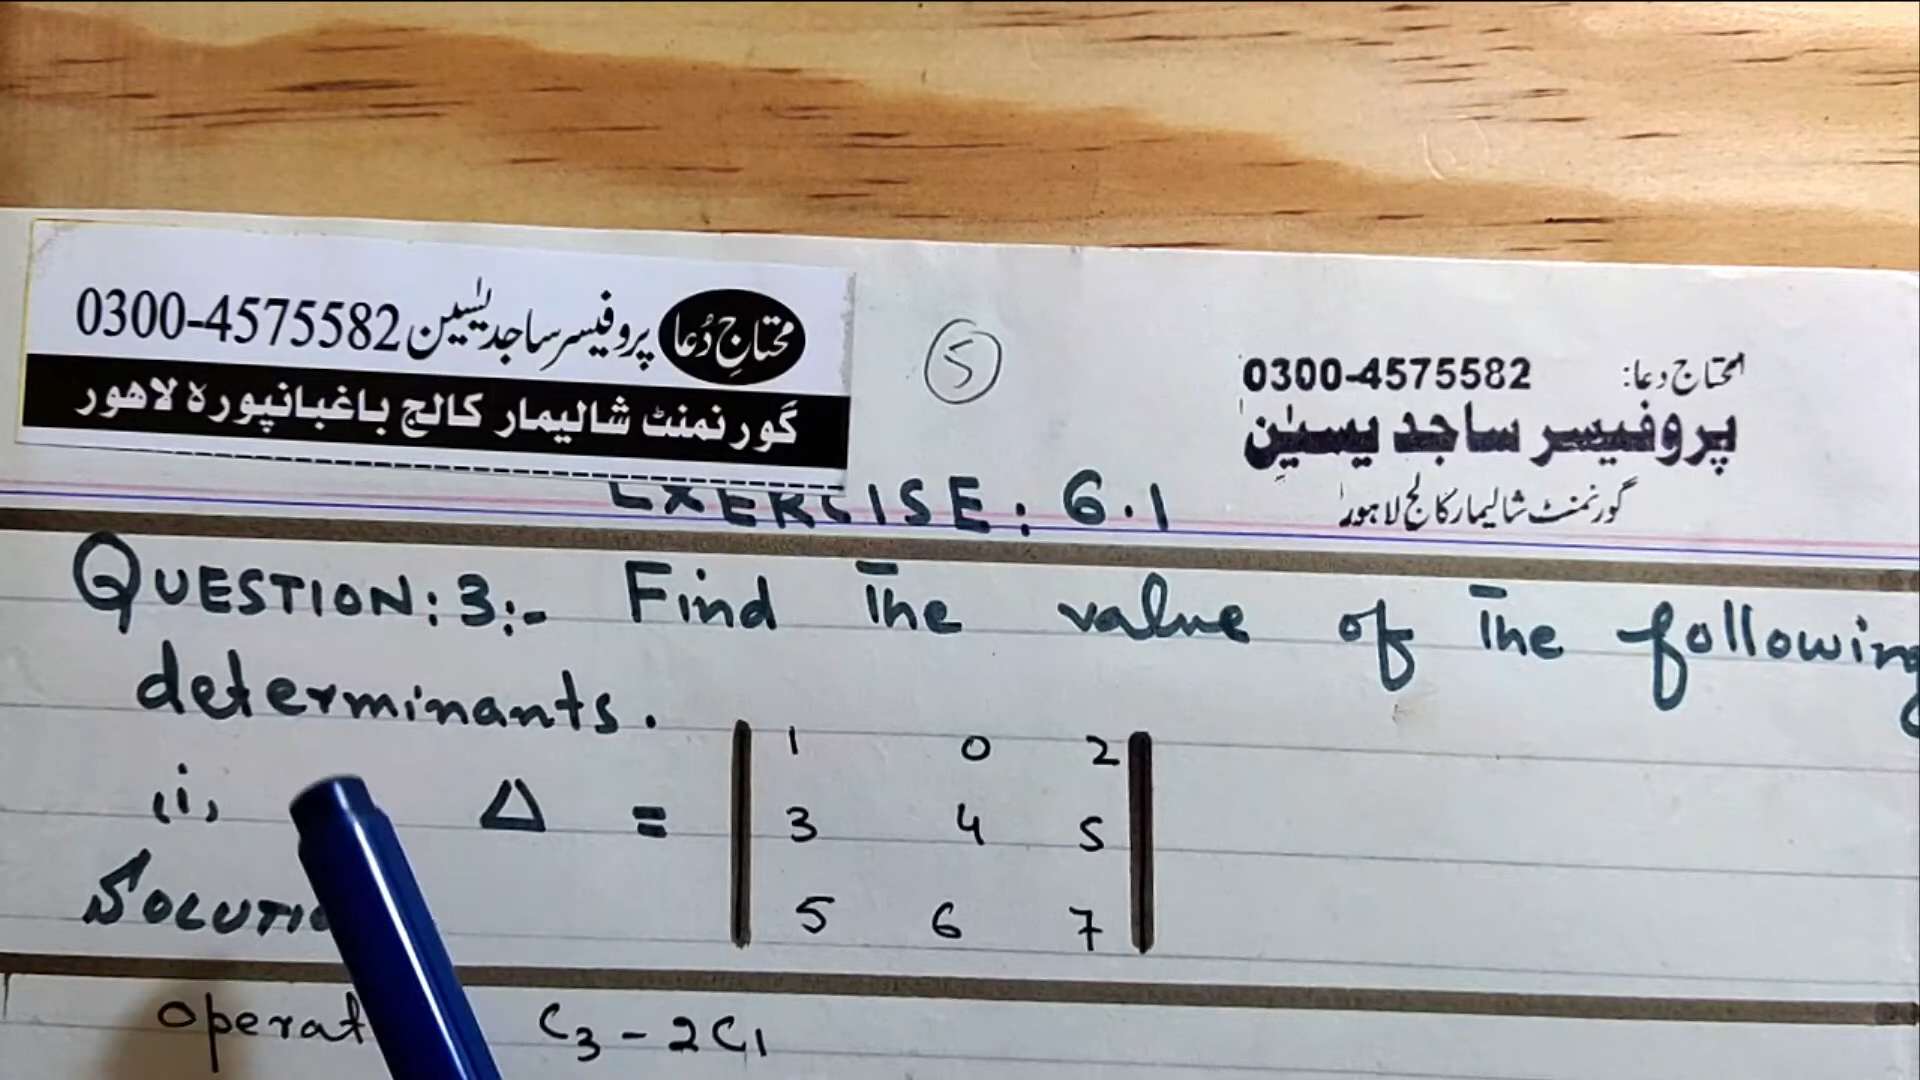 محتاجِ دُعا پروفیسر ساجد یٰسین 0300-4575582
گورنمنٹ شالیمار کالج باغبانپورہ لاہور
5
محتاج دعا: 0300-4575582
پروفیسر ساجد یسین
گورنمنٹ شالیمار کالج لاہور
EXERCISE: 6.1
QUESTION: 3:- Find the value of the following
determinants.
(i) Δ = | 1 0 2 |
3 4 5
5 6 7
SOLUTIO
operat C₃ - 2C₁